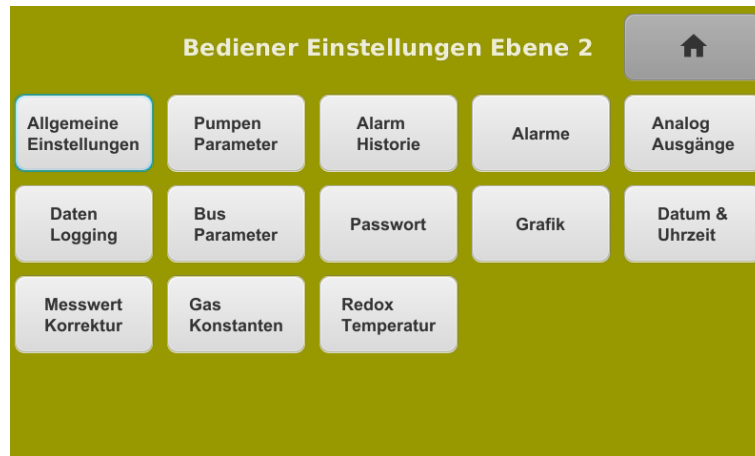 Bediener Einstellungen Ebene 2
Allgemeine
Einstellungen
Pumpen
Parameter
Alarm
Historie
Alarme
Analog
Ausgänge
Daten
Logging
Bus
Parameter
Passwort
Grafik
Datum &
Uhrzeit
Messwert
Korrektur
Gas
Konstanten
Redox
Temperatur